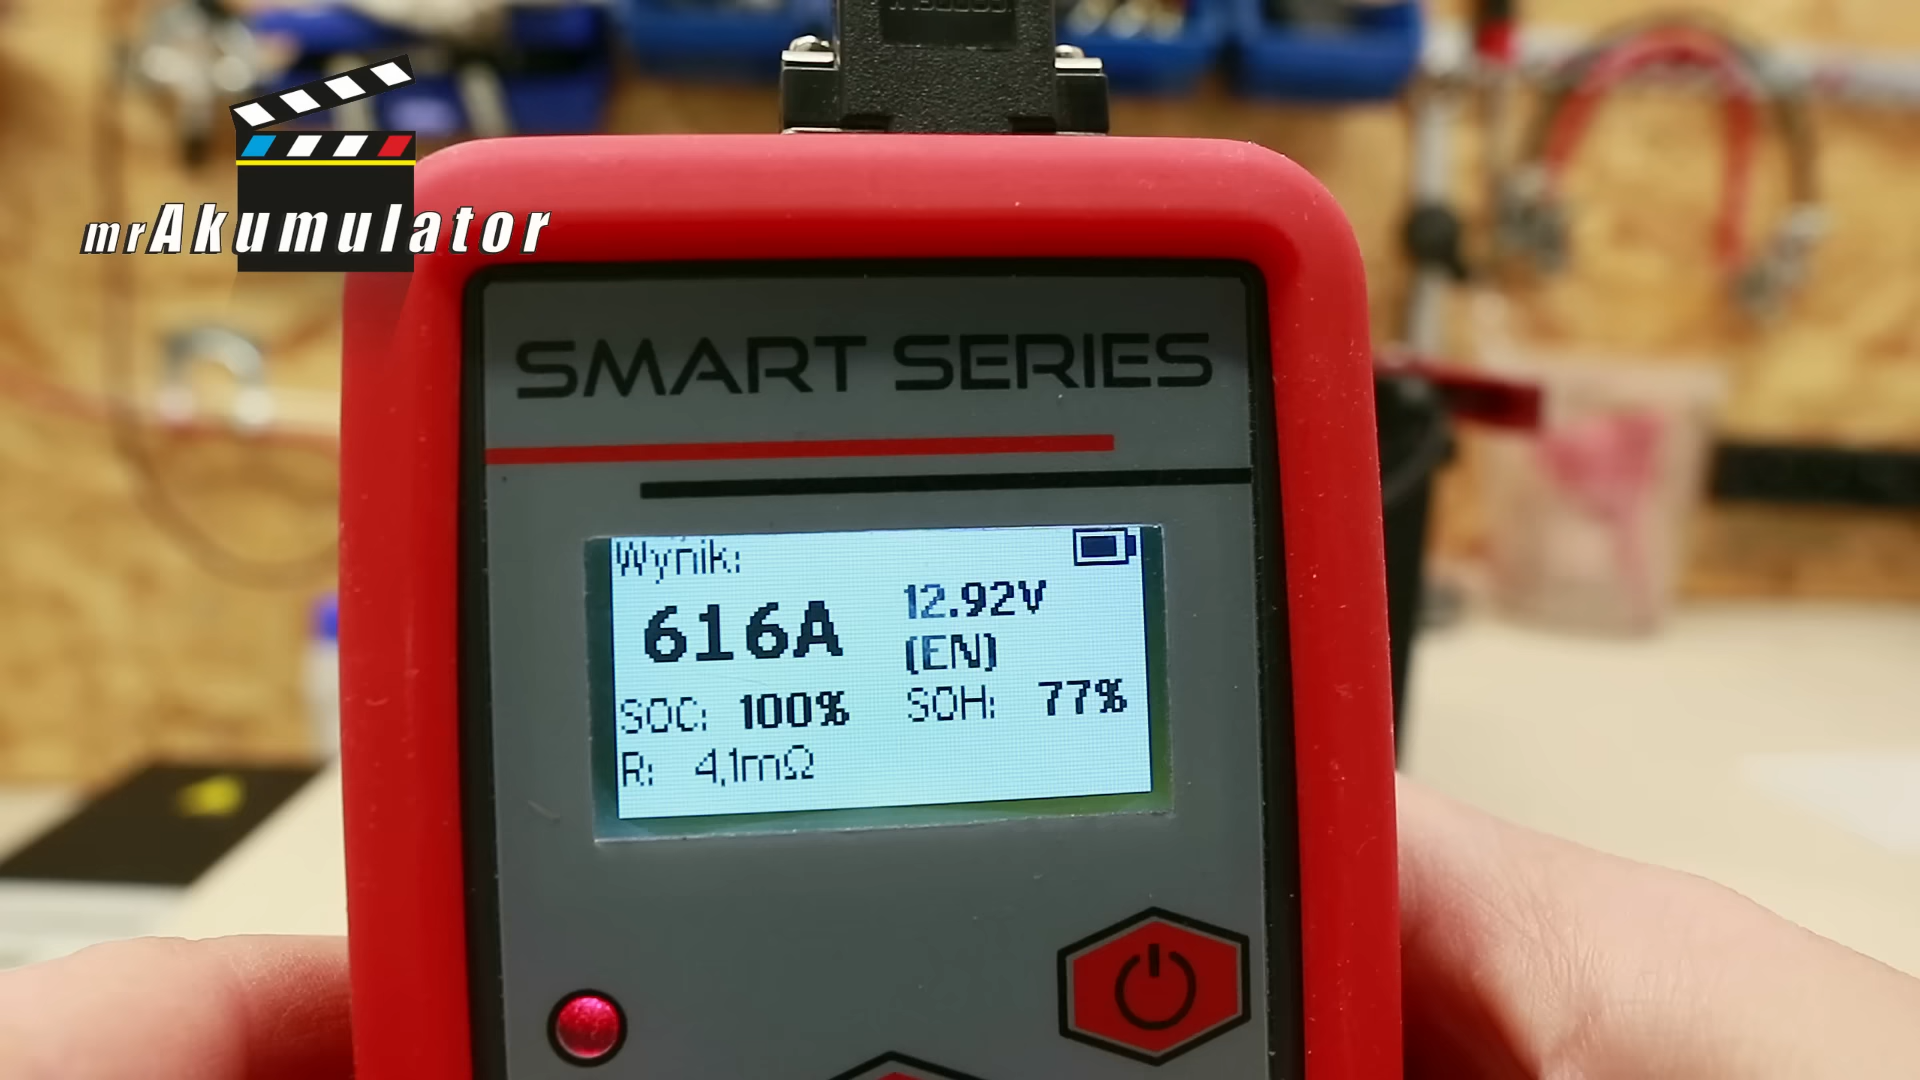 mrAkumulator
SMART SERIES
Wynik:
616A
12.92V
(EN)
SOC: 100%
SOH: 77%
R: 4,1mΩ